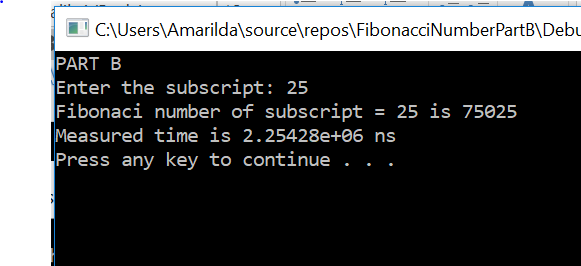 C:\Users\Amarilda\source\repos\FibonacciNumberPartB\Debu
PART B
Enter the subscript: 25
Fibonaci number of subscript = 25 is 75025
Measured time is 2.25428e+06 ns
Press any key to continue . . .